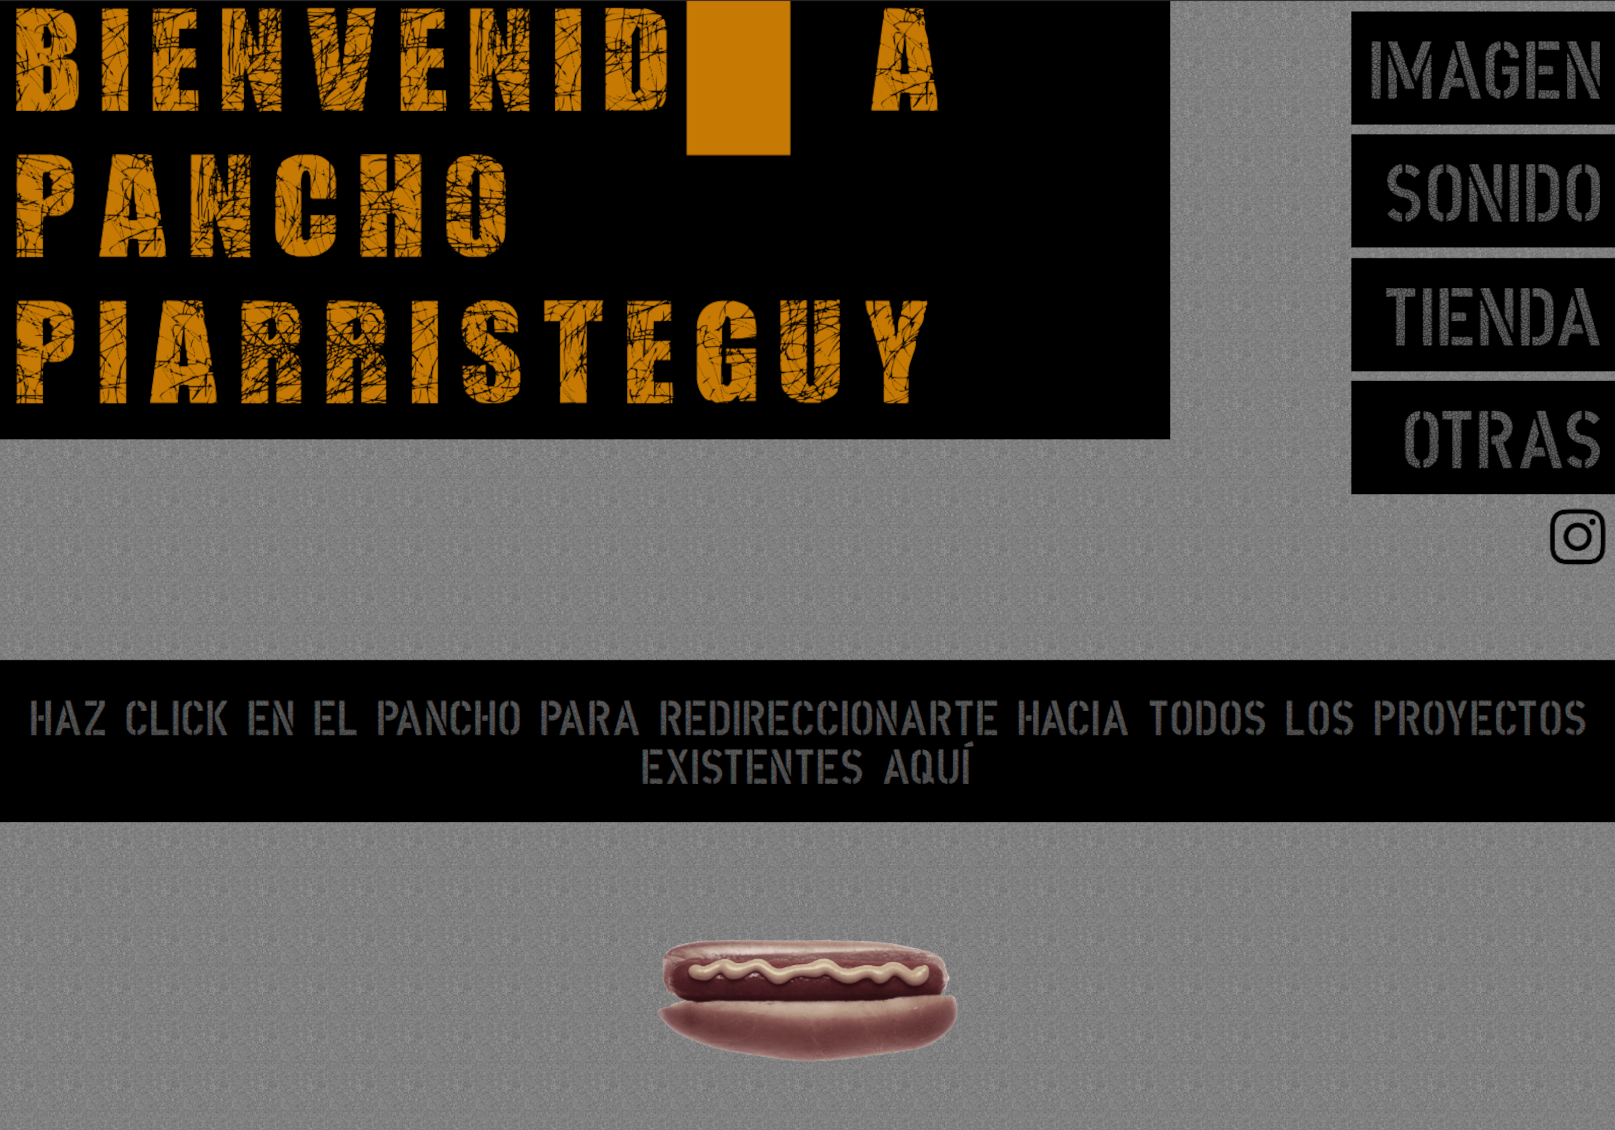 BIENVENID█ A
PANCHO
PIARRISTEGUY
IMAGEN
SONIDO
TIENDA
OTRAS
HAZ CLICK EN EL PANCHO PARA REDIRECCIONARTE HACIA TODOS LOS PROYECTOS
EXISTENTES AQUÍ